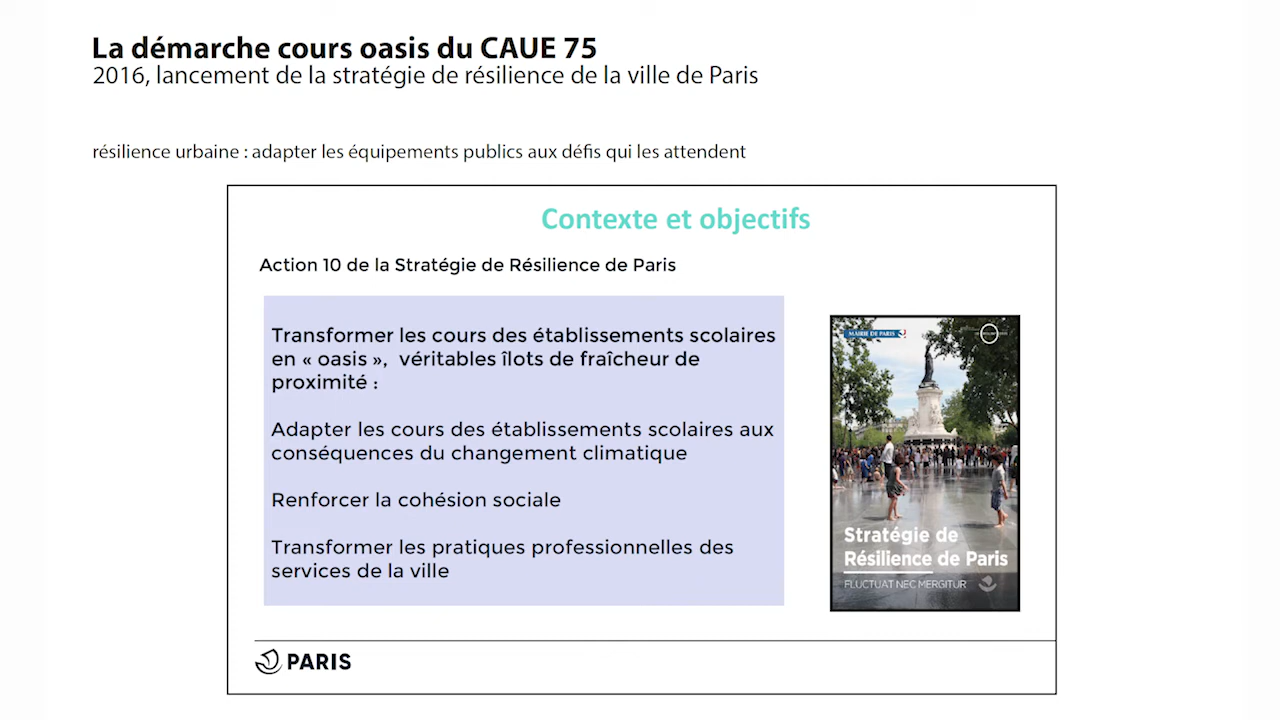 La démarche cours oasis du CAUE 75
2016, lancement de la stratégie de résilience de la ville de Paris
résilience urbaine : adapter les équipements publics aux défis qui les attendent
Contexte et objectifs
Action 10 de la Stratégie de Résilience de Paris
Transformer les cours des établissements scolaires
en « oasis », véritables îlots de fraîcheur de
proximité :
Adapter les cours des établissements scolaires aux
conséquences du changement climatique
Renforcer la cohésion sociale
Transformer les pratiques professionnelles des
services de la ville
MAIRIE DE PARIS
Stratégie de
Résilience de Paris
FLUCTUAT NEC MERGITUR
PARIS